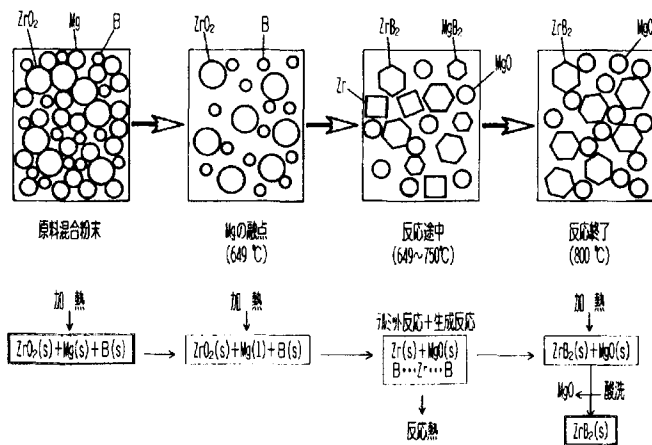 ZrO₂ Mg B
ZrO₂ B
ZrB₂ MgB₂
MgO
Zr
ZrB₂ MgO
原料混合粉末
Mgの融点
(649 ℃)
反応途中
(649~750℃)
反応終了
(800 ℃)
加 熱
加 熱
テルミット反応+生成反応
加 熱
ZrO₂(s)+Mg(s)+B(s)
ZrO₂(s)+Mg(l)+B(s)
Zr(s)+MgO(s)
B…Zr…B
ZrB₂(s)+MgO(s)
反応熱
MgO
酸洗
ZrB₂(s)